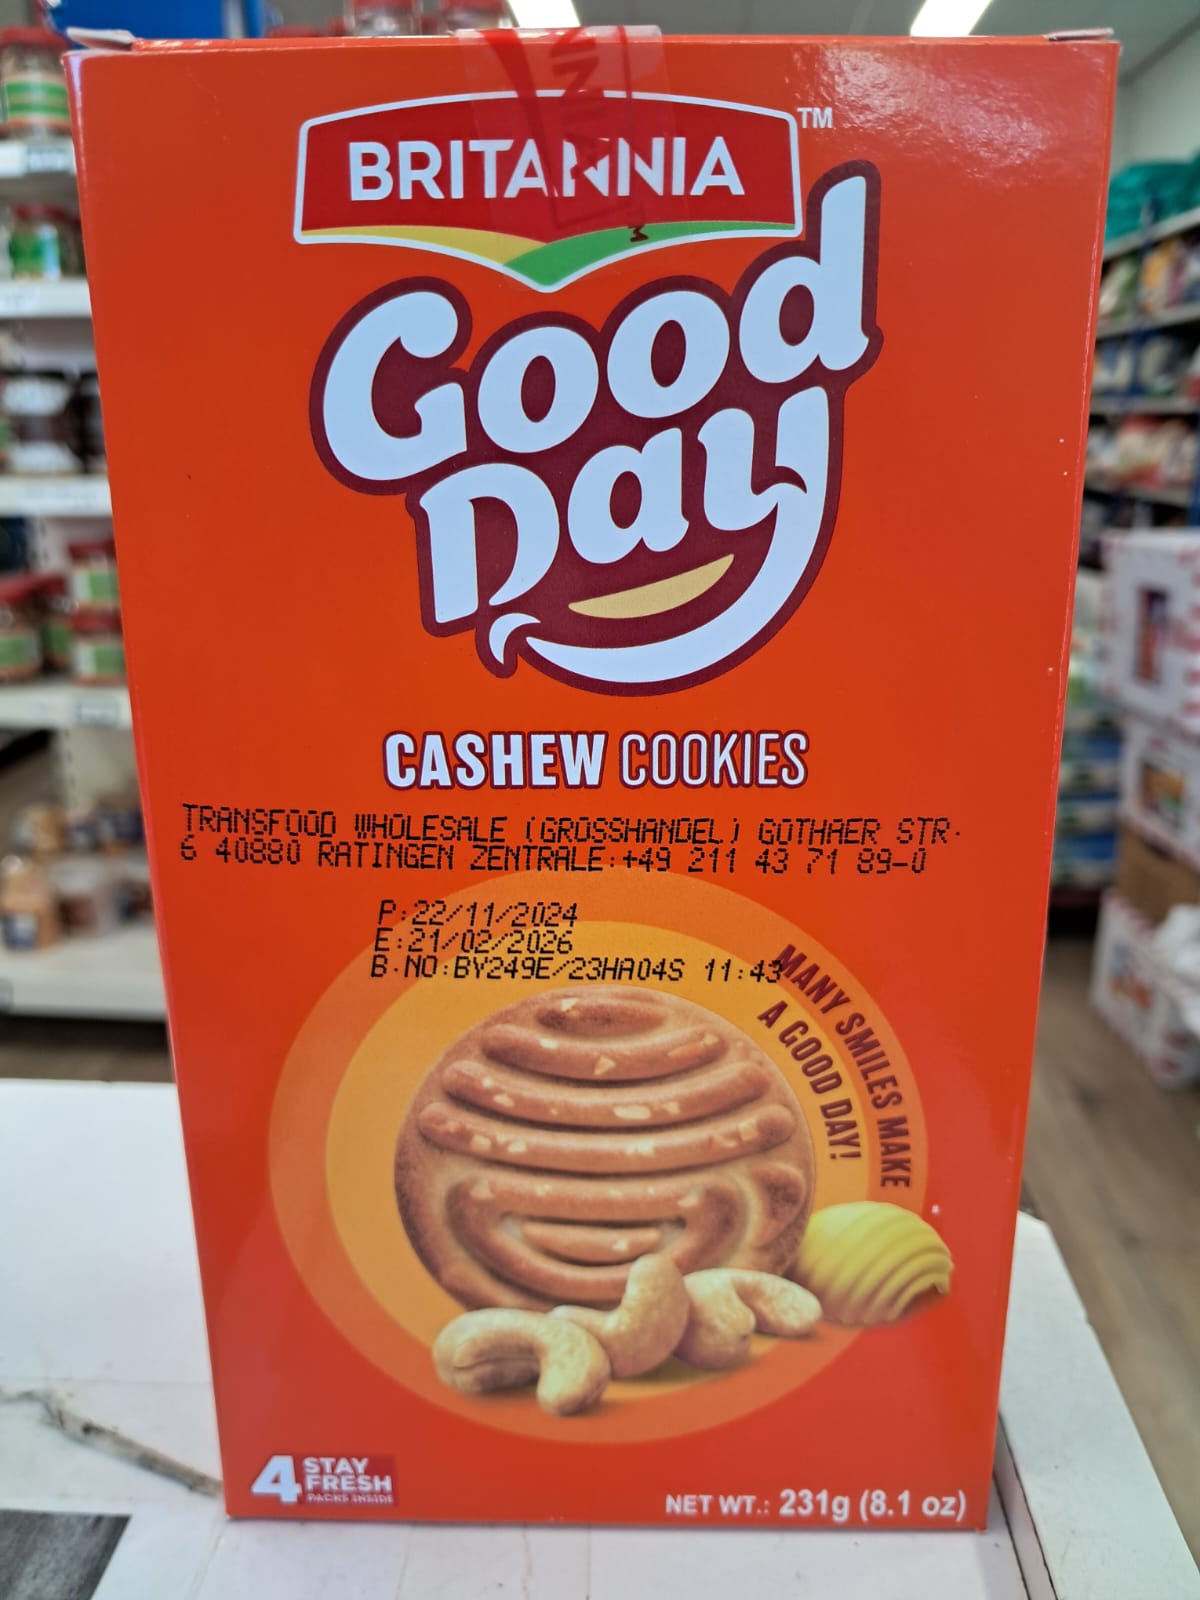 BRITANNIA TM
Good
Day
CASHEW COOKIES
TRANSFOOD WHOLESALE (GROSSHANDEL) GOTHAER STR.
6 40880 RATINGEN ZENTRALE:+49 211 43 71 89-0
P:22/11/2024
E:21/02/2026
B.NO:BY249E/23HA04S 11:43
MANY SMILES MAKE
A GOOD DAY!
4 STAY
FRESH
PACKS INSIDE
NET WT.: 231g (8.1 oz)